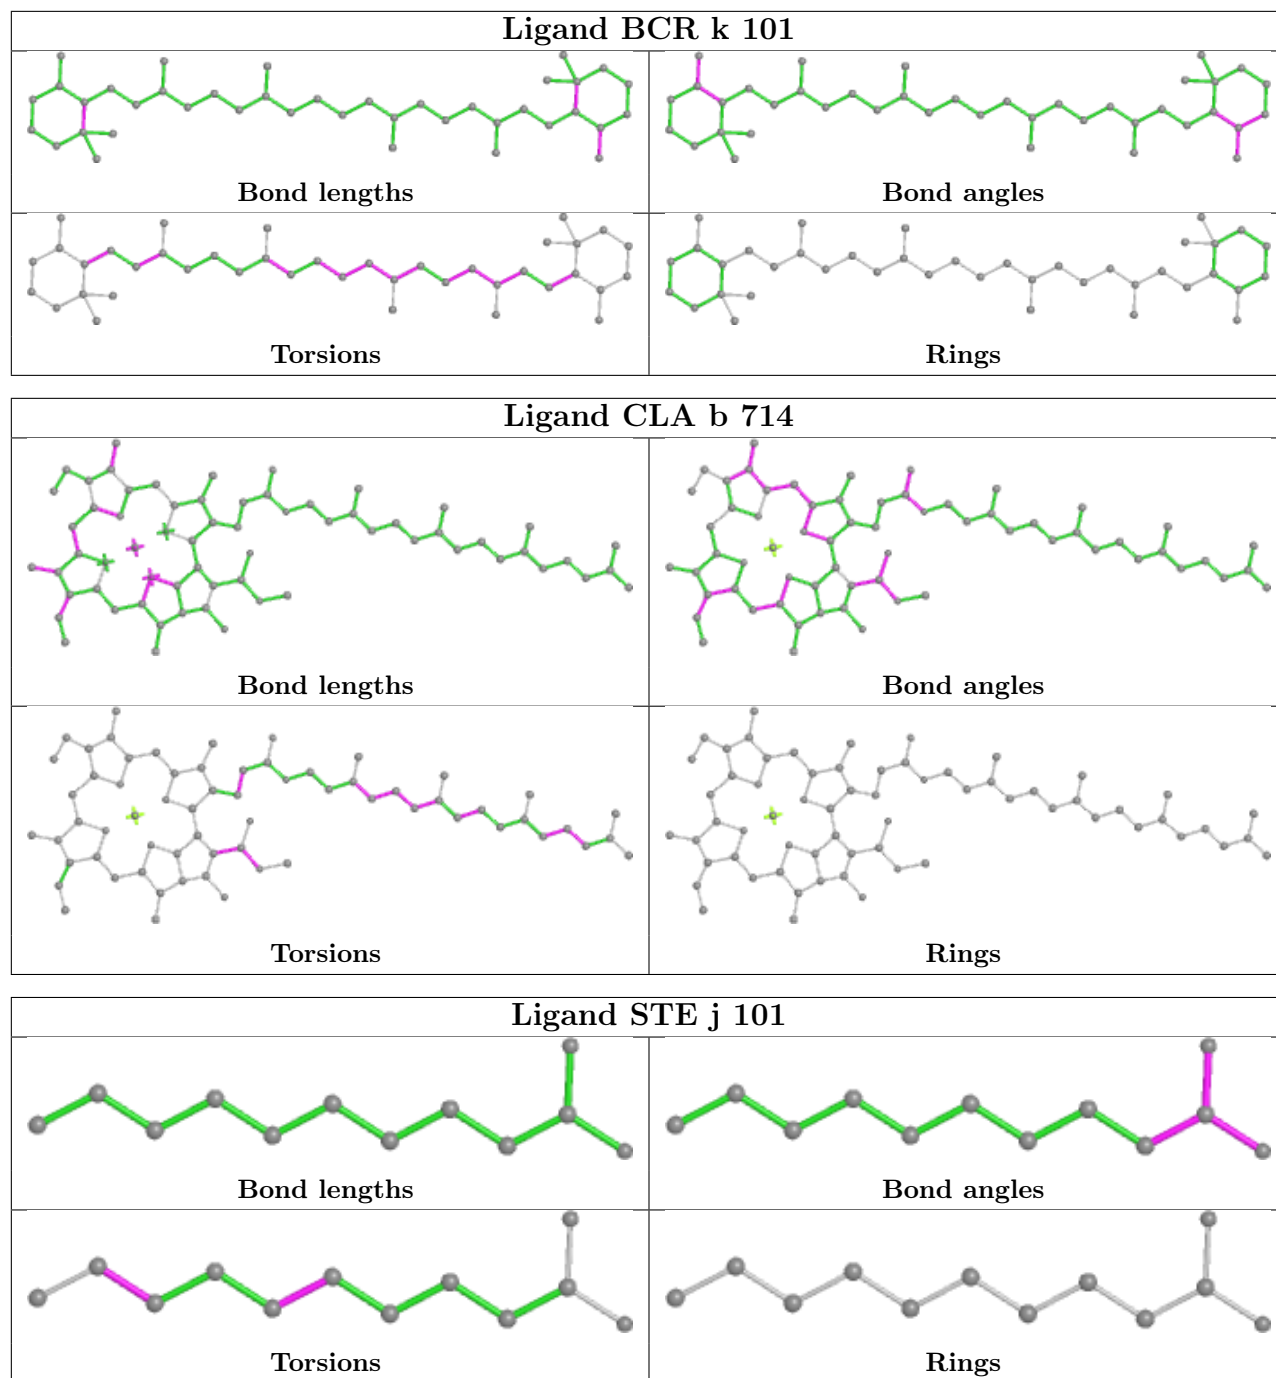 Ligand BCR k 101
Bond lengths
Bond angles
Torsions
Rings
Ligand CLA b 714
Bond lengths
Bond angles
Torsions
Rings
Ligand STE j 101
Bond lengths
Bond angles
Torsions
Rings